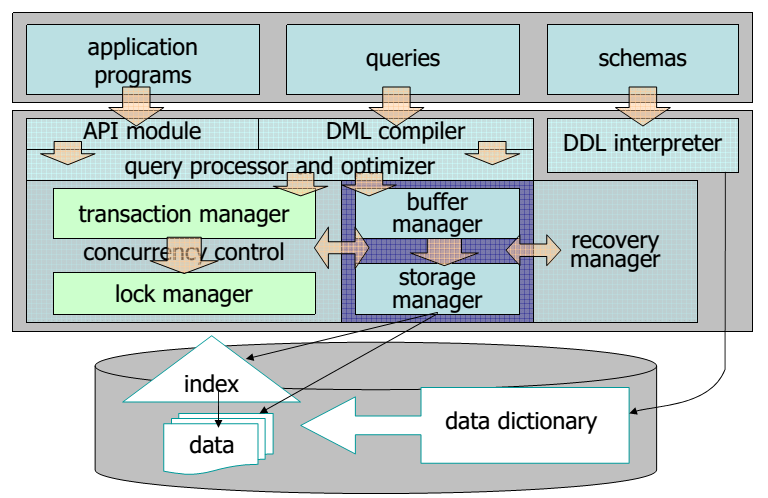 application
programs
queries
schemas
API module
DML compiler
DDL interpreter
query processor and optimizer
transaction manager
buffer
manager
concurrency control
recovery
manager
lock manager
storage
manager
index
data
data dictionary